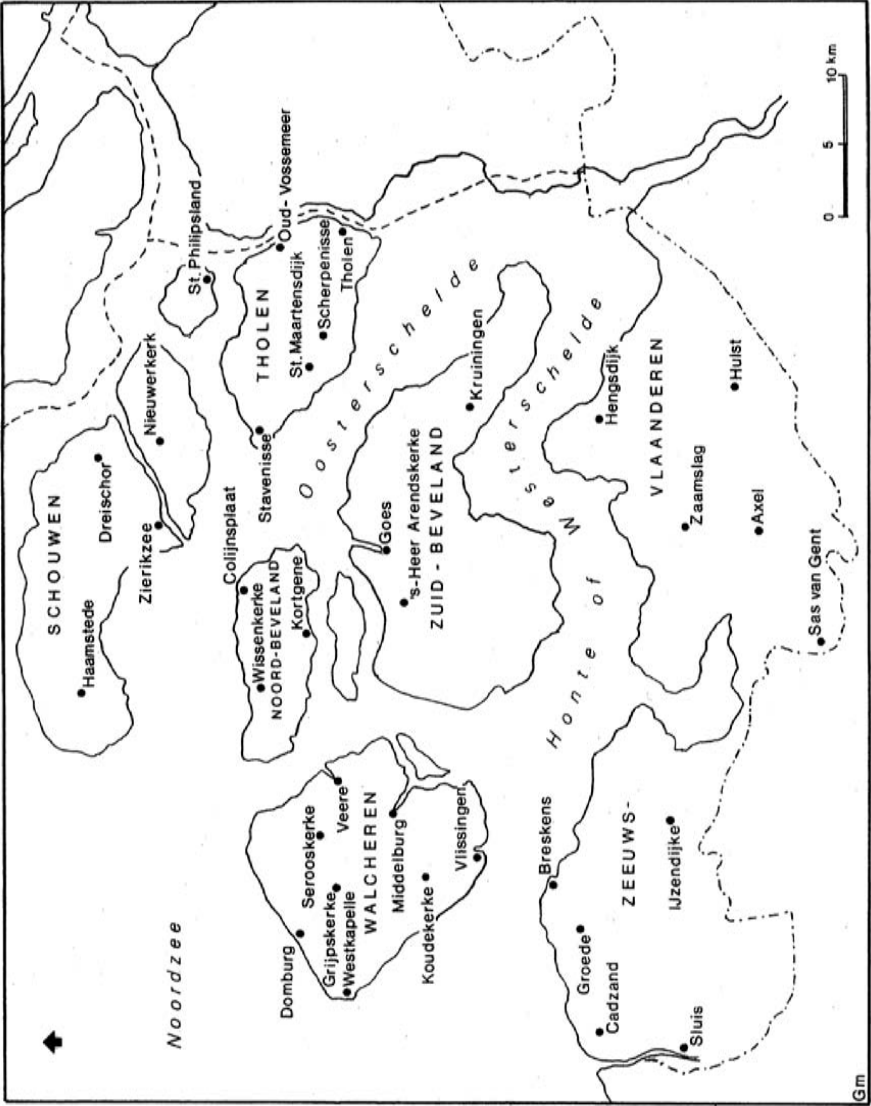 Noordzee
SCHOUWEN
Haamstede
Dreischor
Zierikzee
Nieuwerkerk
St. Philipsland
Oud - Vossemeer
THOLEN
St. Maartensdijk
Scherpenisse
Tholen
Stavenisse
Colijnsplaat
Wissenkerke
NOORD-BEVELAND
Kortgene
Oosterschelde
Domburg
Serooskerke
Grijpskerke
Westkapelle
Veere
WALCHEREN
Middelburg
Koudekerke
Vlissingen
Goes
's-Heer Arendskerke
ZUID - BEVELAND
Kruiningen
Honte of Westerschelde
Breskens
Groede
Cadzand
Sluis
ZEEUWS-
IJzendijke
VLAANDEREN
Hengsdijk
Hulst
Zaamslag
Axel
Sas van Gent
0 5 10 km
Gm